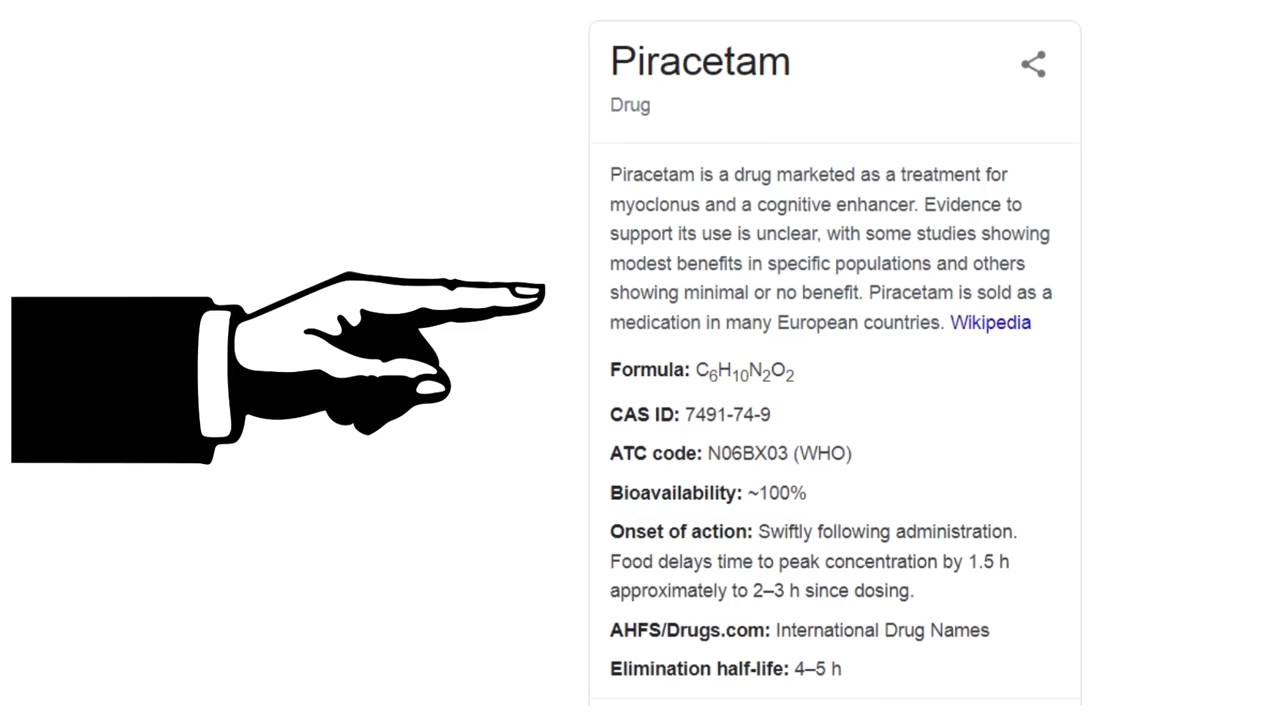 Piracetam
Drug
Piracetam is a drug marketed as a treatment for
myoclonus and a cognitive enhancer. Evidence to
support its use is unclear, with some studies showing
modest benefits in specific populations and others
showing minimal or no benefit. Piracetam is sold as a
medication in many European countries. Wikipedia
Formula: C₆H₁₀N₂O₂
CAS ID: 7491-74-9
ATC code: N06BX03 (WHO)
Bioavailability: ~100%
Onset of action: Swiftly following administration.
Food delays time to peak concentration by 1.5 h
approximately to 2–3 h since dosing.
AHFS/Drugs.com: International Drug Names
Elimination half-life: 4–5 h